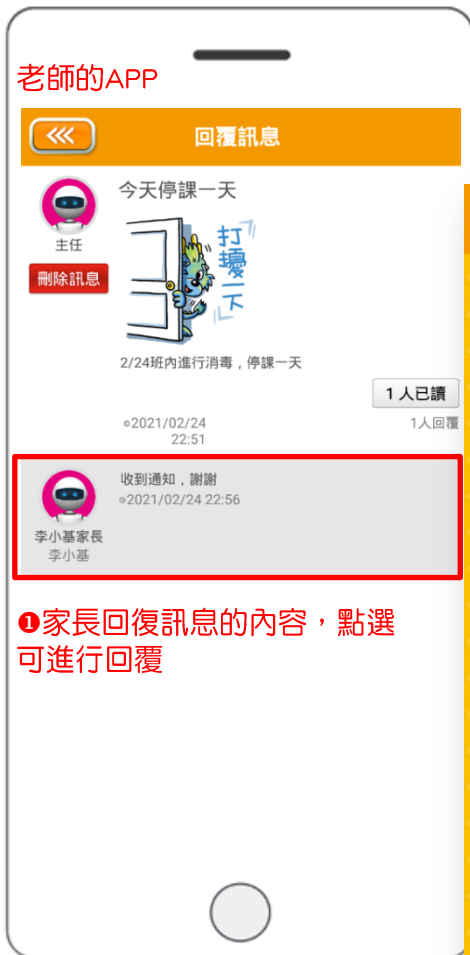 老師的APP
回覆訊息
今天停課一天
主任
打擾一下
刪除訊息
2/24班內進行消毒，停課一天
1人已讀
2021/02/24
22:51
1人回覆
收到通知，謝謝
2021/02/24 22:56
李小基家長
李小基
❶家長回復訊息的內容，點選
可進行回覆